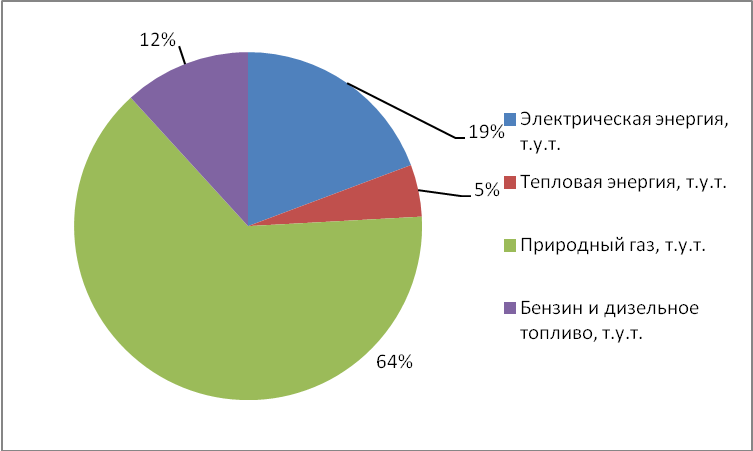 12%
19%
5%
64%
Электрическая энергия,
т.у.т.
Тепловая энергия, т.у.т.
Природный газ, т.у.т.
Бензин и дизельное
топливо, т.у.т.